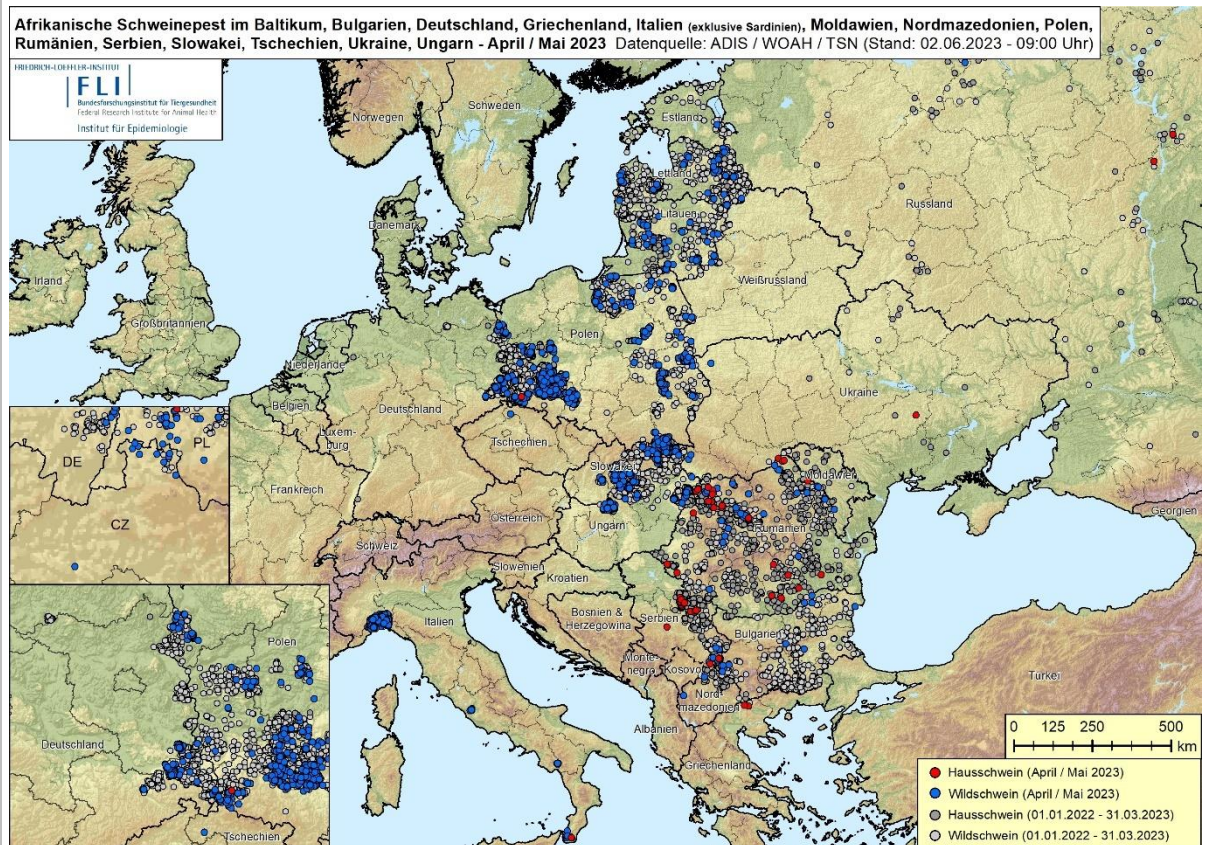 Afrikanische Schweinepest im Baltikum, Bulgarien, Deutschland, Griechenland, Italien (exklusive Sardinien), Moldawien, Nordmazedonien, Polen,
Rumänien, Serbien, Slowakei, Tschechien, Ukraine, Ungarn - April / Mai 2023 Datenquelle: ADIS / WOAH / TSN (Stand: 02.06.2023 - 09:00 Uhr)
FRIEDRICH-LOEFFLER-INSTITUT
FLI
Bundesforschungsinstitut für Tiergesundheit
Federal Research Institute for Animal Health
Institut für Epidemiologie
Norwegen
Schweden
Estland
Lettland
Russland
Litauen
Dänemark
Irland
Weißrussland
Großbritannien
Polen
Niederlande
Ukraine
Belgien
Deutschland
Luxem-
burg
Tschechien
Slowakei
Moldawien
Frankreich
Österreich
Ungarn
Rumänien
Georgien
Schweiz
Slowenien
Kroatien
Bosnien &
Herzegowina
Serbien
Italien
Bulgarien
Monte-
negro
Kosovo
Nord-
mazedonien
Türkei
Albanien
Griechenland
DE
PL
CZ
Polen
Deutschland
Tschechien
0 125 250 500
km
Hausschwein (April / Mai 2023)
Wildschwein (April / Mai 2023)
Hausschwein (01.01.2022 - 31.03.2023)
Wildschwein (01.01.2022 - 31.03.2023)